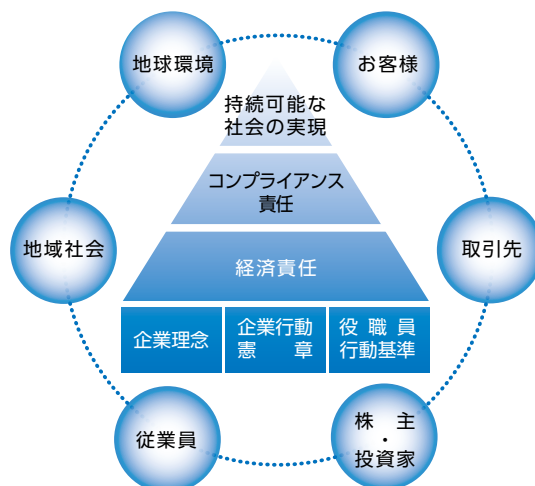 地球環境
お客様
持続可能な
社会の実現
コンプライアンス
責任
地域社会
取引先
経済責任
企業理念
企業行動
憲章
役職員
行動基準
従業員
株主
・
投資家